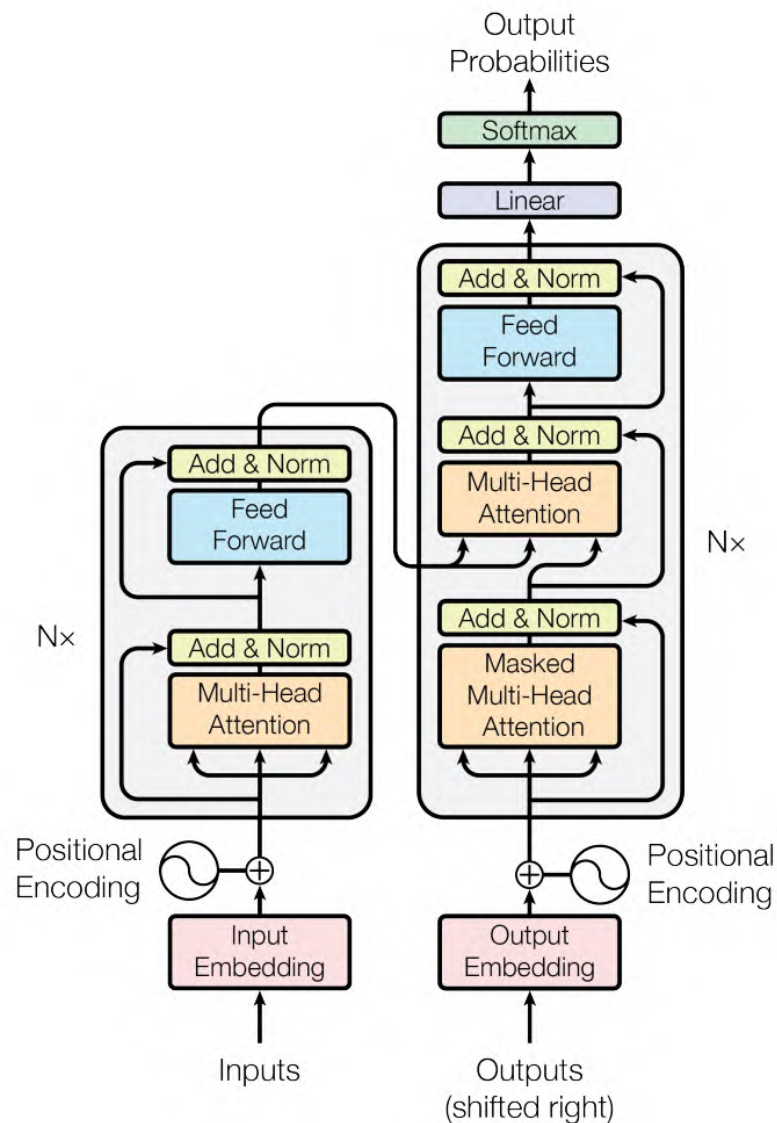 Output
Probabilities
Softmax
Linear
Add & Norm
Feed
Forward
Add & Norm
Multi-Head
Attention
Add & Norm
Masked
Multi-Head
Attention
Nx
Add & Norm
Feed
Forward
Add & Norm
Multi-Head
Attention
N×
Positional
Encoding
Positional
Encoding
Input
Embedding
Output
Embedding
Inputs
Outputs
(shifted right)